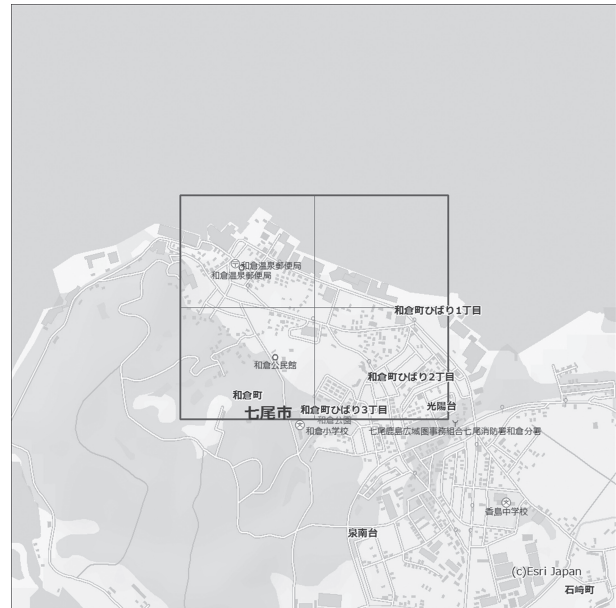 和倉温泉郵便局
和倉温泉郵便局
和倉町ひばり1丁目
和倉公民館
和倉町ひばり2丁目
和倉町
光陽台
和倉町ひばり3丁目
七尾市
和倉公園
和倉小学校
七尾鹿島広域圏事務組合七尾消防署和倉分署
香島中学校
泉南台
(c)Esri Japan
石崎町